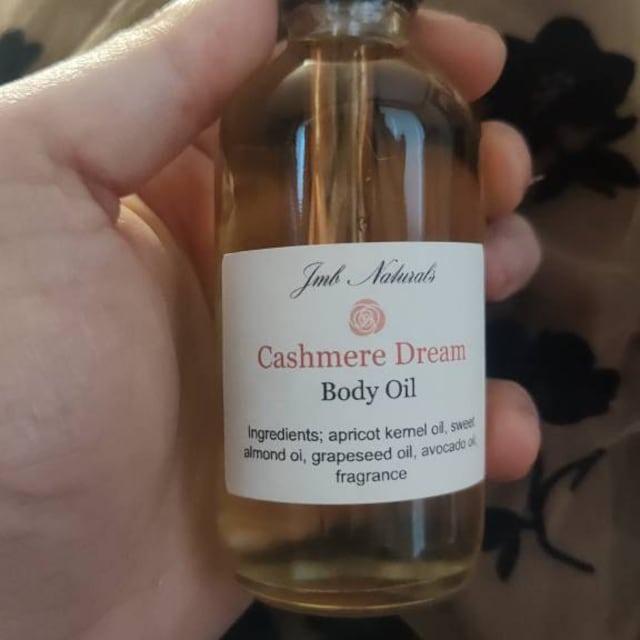 Jmb Naturals
Cashmere Dream
Body Oil
Ingredients; apricot kernel oil, sweet
almond oi, grapeseed oil, avocado oil,
fragrance